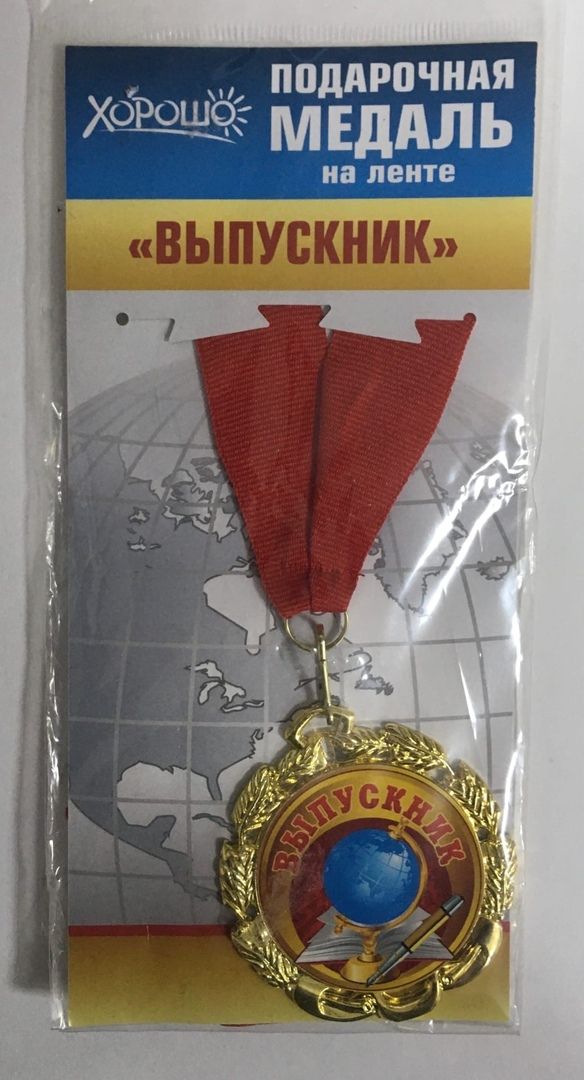 ХОРОШО
ПОДАРОЧНАЯ
МЕДАЛЬ
на ленте
«ВЫПУСКНИК»
ВЫПУСКНИК